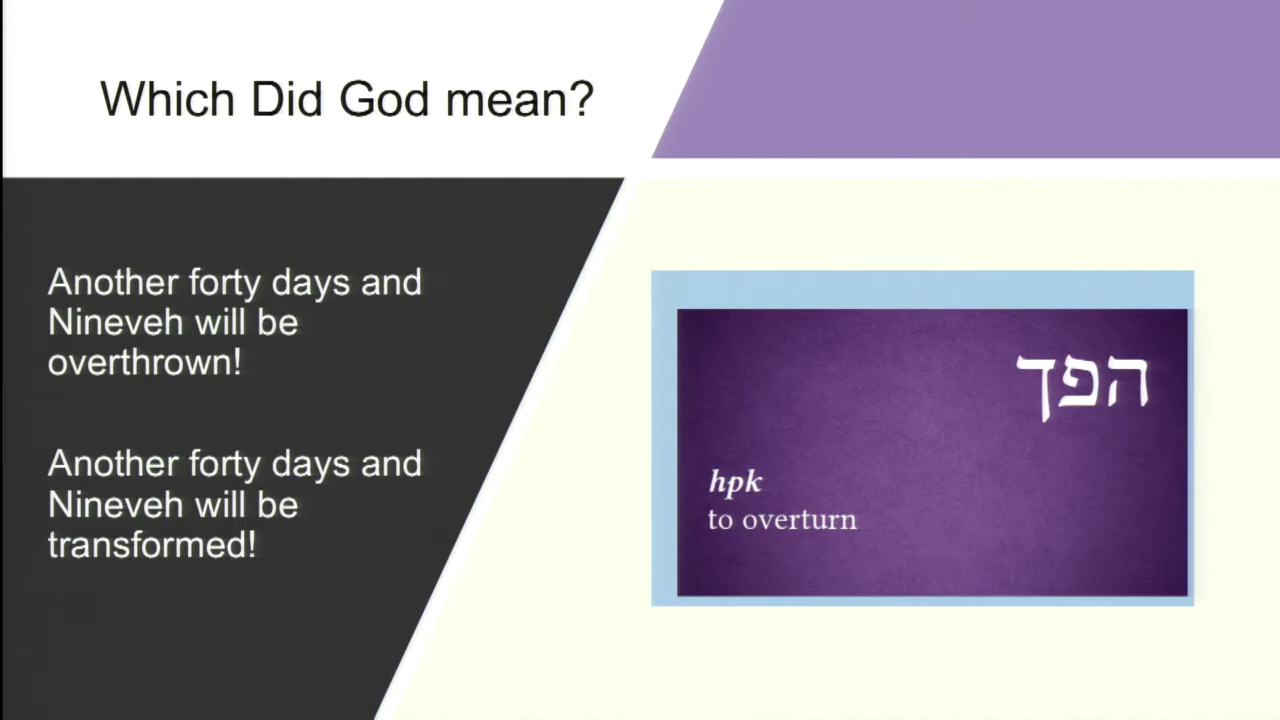 Which Did God mean?
Another forty days and
Nineveh will be
overthrown!
Another forty days and
Nineveh will be
transformed!
הפך
hpk
to overturn